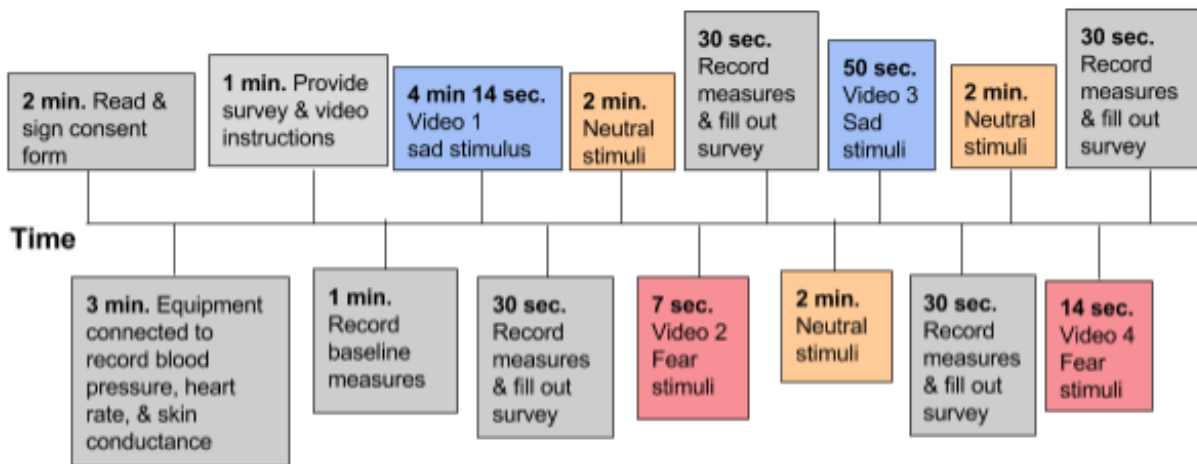 2 min. Read &
sign consent
form
3 min. Equipment
connected to
record blood
pressure, heart
rate, & skin
conductance
1 min. Provide
survey & video
instructions
1 min.
Record
baseline
measures
4 min 14 sec.
Video 1
sad stimulus
30 sec.
Record
measures
& fill out
survey
2 min.
Neutral
stimuli
7 sec.
Video 2
Fear
stimuli
30 sec.
Record
measures
& fill out
survey
2 min.
Neutral
stimuli
50 sec.
Video 3
Sad
stimuli
30 sec.
Record
measures
& fill out
survey
2 min.
Neutral
stimuli
14 sec.
Video 4
Fear
stimuli
30 sec.
Record
measures
& fill out
survey
Time